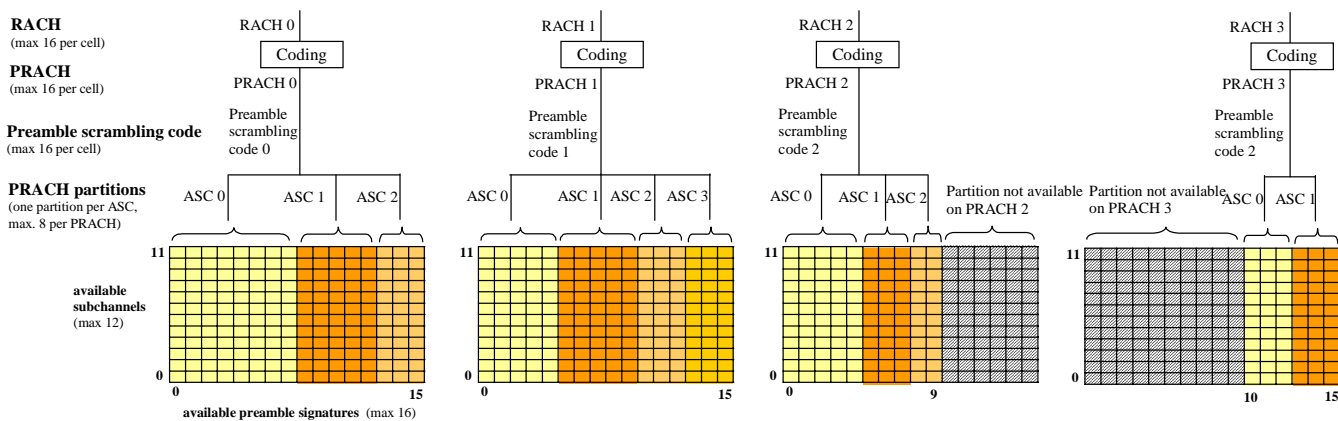 RACH
(max 16 per cell)
PRACH
(max 16 per cell)
Preamble scrambling code
(max 16 per cell)
PRACH partitions
(one partition per ASC,
max. 8 per PRACH)
available
subchannels
(max 12)
RACH 0
Coding
PRACH 0
Preamble
scrambling
code 0
ASC 0
ASC 1
ASC 2
11
0
0
15
available preamble signatures (max 16)
RACH 1
Coding
PRACH 1
Preamble
scrambling
code 1
ASC 0
ASC 1
ASC 2
ASC 3
11
0
0
15
RACH 2
Coding
PRACH 2
Preamble
scrambling
code 2
ASC 0
ASC 1
ASC 2
Partition not available
on PRACH 2
11
0
0
9
RACH 3
Coding
PRACH 3
Preamble
scrambling
code 2
Partition not available
on PRACH 3
ASC 0
ASC 1
11
0
10
15